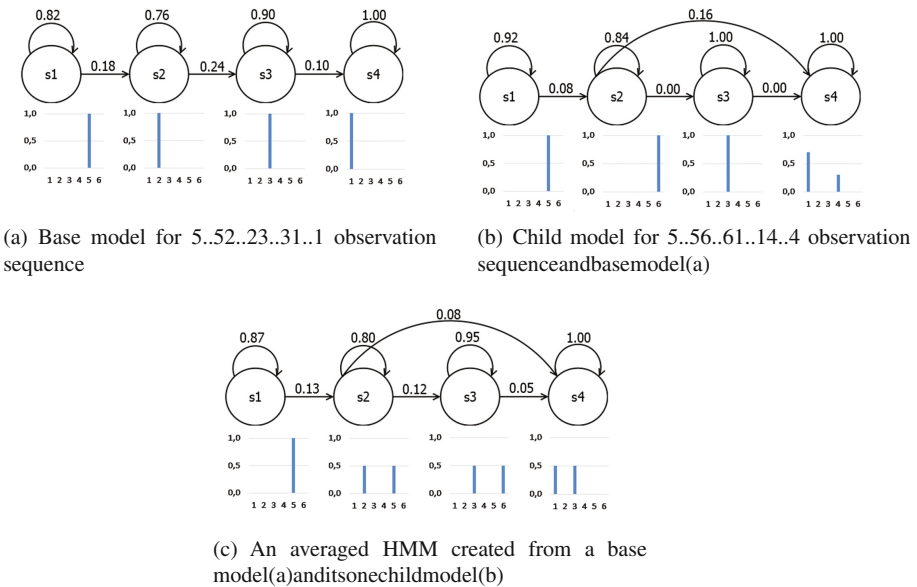 0.82 0.76 0.90 1.00
s1 0.18 s2 0.24 s3 0.10 s4
1,0 1,0 1,0 1,0
0,5 0,5 0,5 0,5
0,0 0,0 0,0 0,0
1 2 3 4 5 6 1 2 3 4 5 6 1 2 3 4 5 6 1 2 3 4 5 6
(a) Base model for 5..52..23..31..1 observation
sequence
0.16
0.92 0.84 1.00 1.00
s1 0.08 s2 0.00 s3 0.00 s4
1,0 1,0 1,0 1,0
0,5 0,5 0,5 0,5
0,0 0,0 0,0 0,0
1 2 3 4 5 6 1 2 3 4 5 6 1 2 3 4 5 6 1 2 3 4 5 6
(b) Child model for 5..56..61..14..4 observation
sequenceandbasemodel(a)
0.08
0.87 0.80 0.95 1.00
s1 0.13 s2 0.12 s3 0.05 s4
1,0 1,0 1,0 1,0
0,5 0,5 0,5 0,5
0,0 0,0 0,0 0,0
1 2 3 4 5 6 1 2 3 4 5 6 1 2 3 4 5 6 1 2 3 4 5 6
(c) An averaged HMM created from a base
model(a)anditsonechildmodel(b)